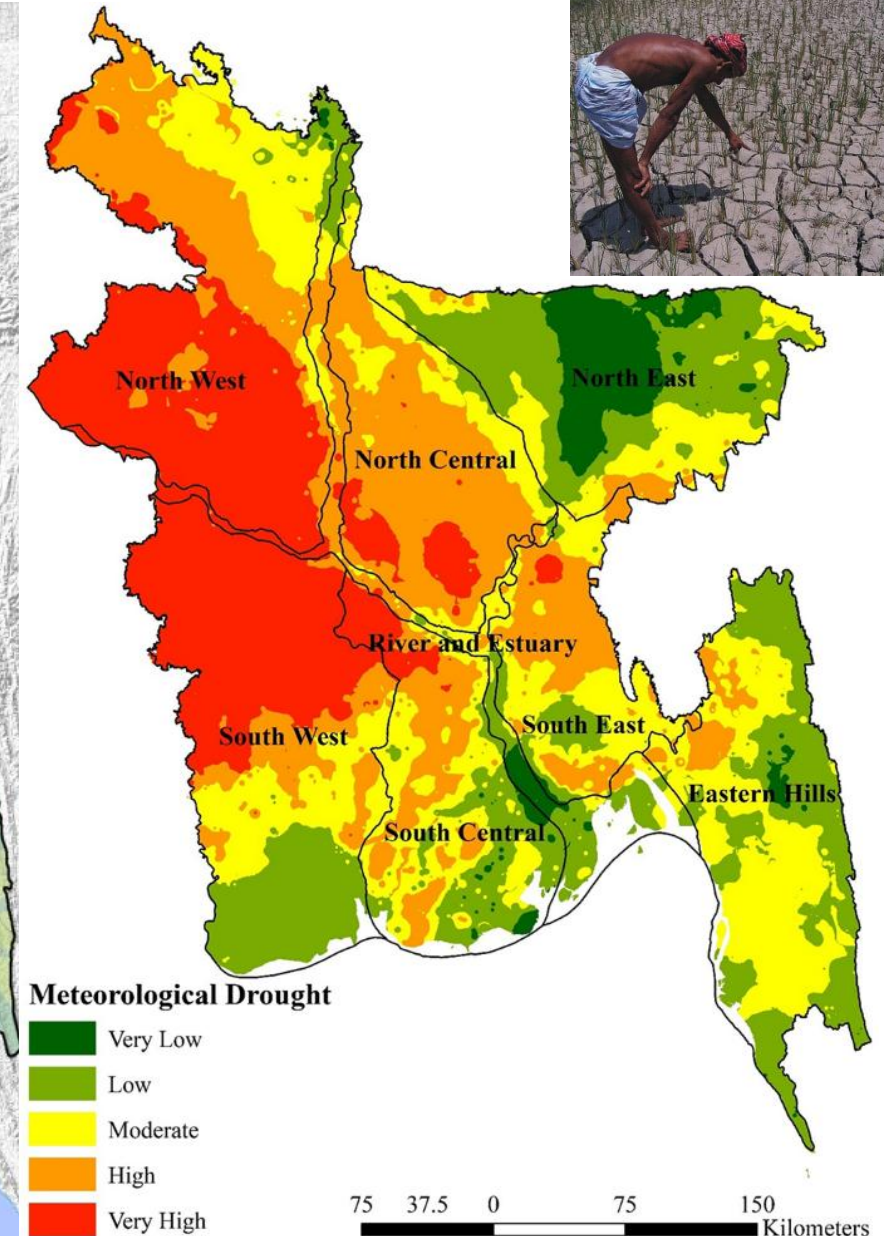 North West
North East
North Central
River and Estuary
South West
South East
Eastern Hills
South Central
Meteorological Drought
Very Low
Low
Moderate
High
Very High
75 37.5 0 75 150
Kilometers